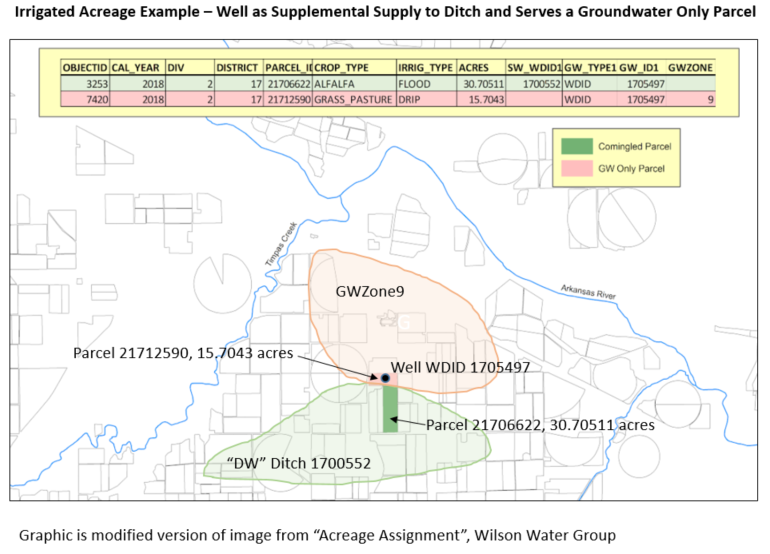 Irrigated Acreage Example – Well as Supplemental Supply to Ditch and Serves a Groundwater Only Parcel
OBJECTID CAL_YEAR DIV DISTRICT PARCEL_I CROP_TYPE IRRIG_TYPE ACRES SW_WDID1 GW_TYPE1 GW_ID1 GWZONE
3253 2018 2 17 21706622 ALFALFA FLOOD 30.70511 1700552 WDID 1705497
7420 2018 2 17 21712590 GRASS_PASTURE DRIP 15.7043 WDID 1705497 9
Comingled Parcel
GW Only Parcel
Timpas Creek
Arkansas River
GWZone9
Parcel 21712590, 15.7043 acres
Well WDID 1705497
Parcel 21706622, 30.70511 acres
“DW” Ditch 1700552
Graphic is modified version of image from “Acreage Assignment”, Wilson Water Group